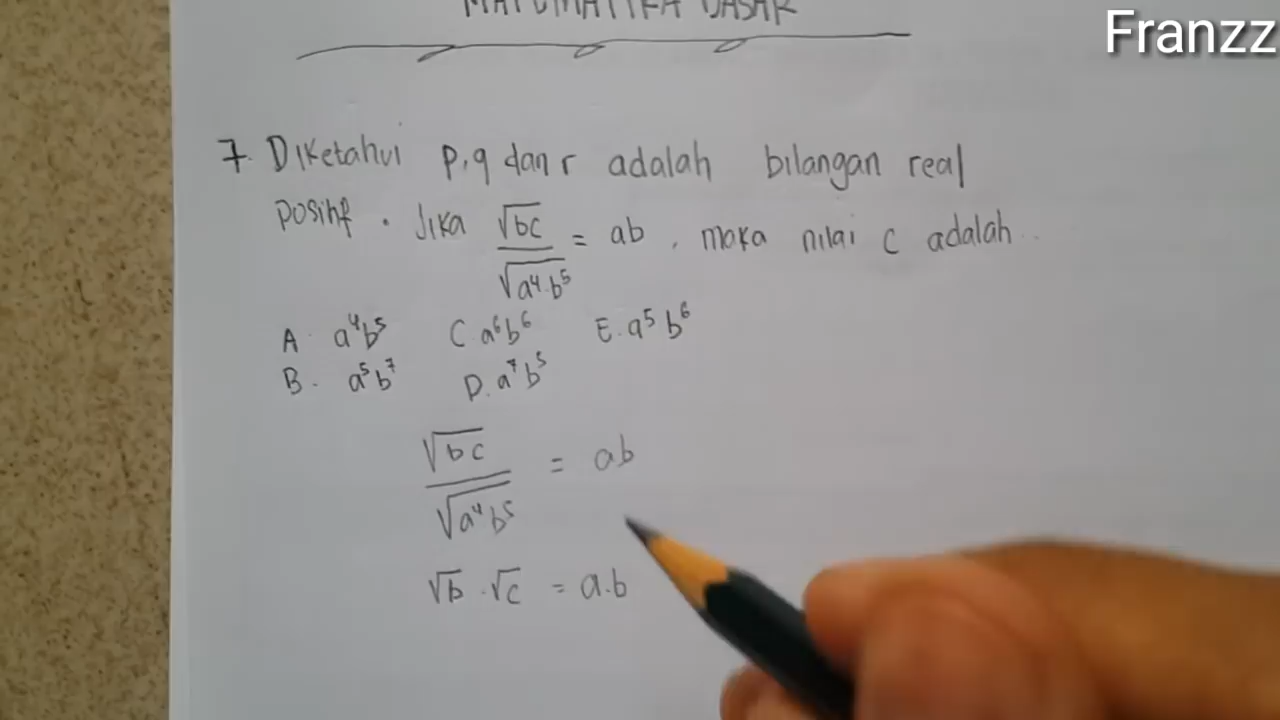 MATEMATIKA DASAR
Franzz
7. Diketahui p, q dan r adalah bilangan real
positif. Jika √bc / √a⁴·b⁵ = ab, maka nilai c adalah..
A. a⁴b⁵ C. a⁶b⁶ E. a⁵b⁶
B. a⁵b⁷ D. a⁷b⁵
√bc / √a⁴b⁵ = ab
√b · √c = a.b